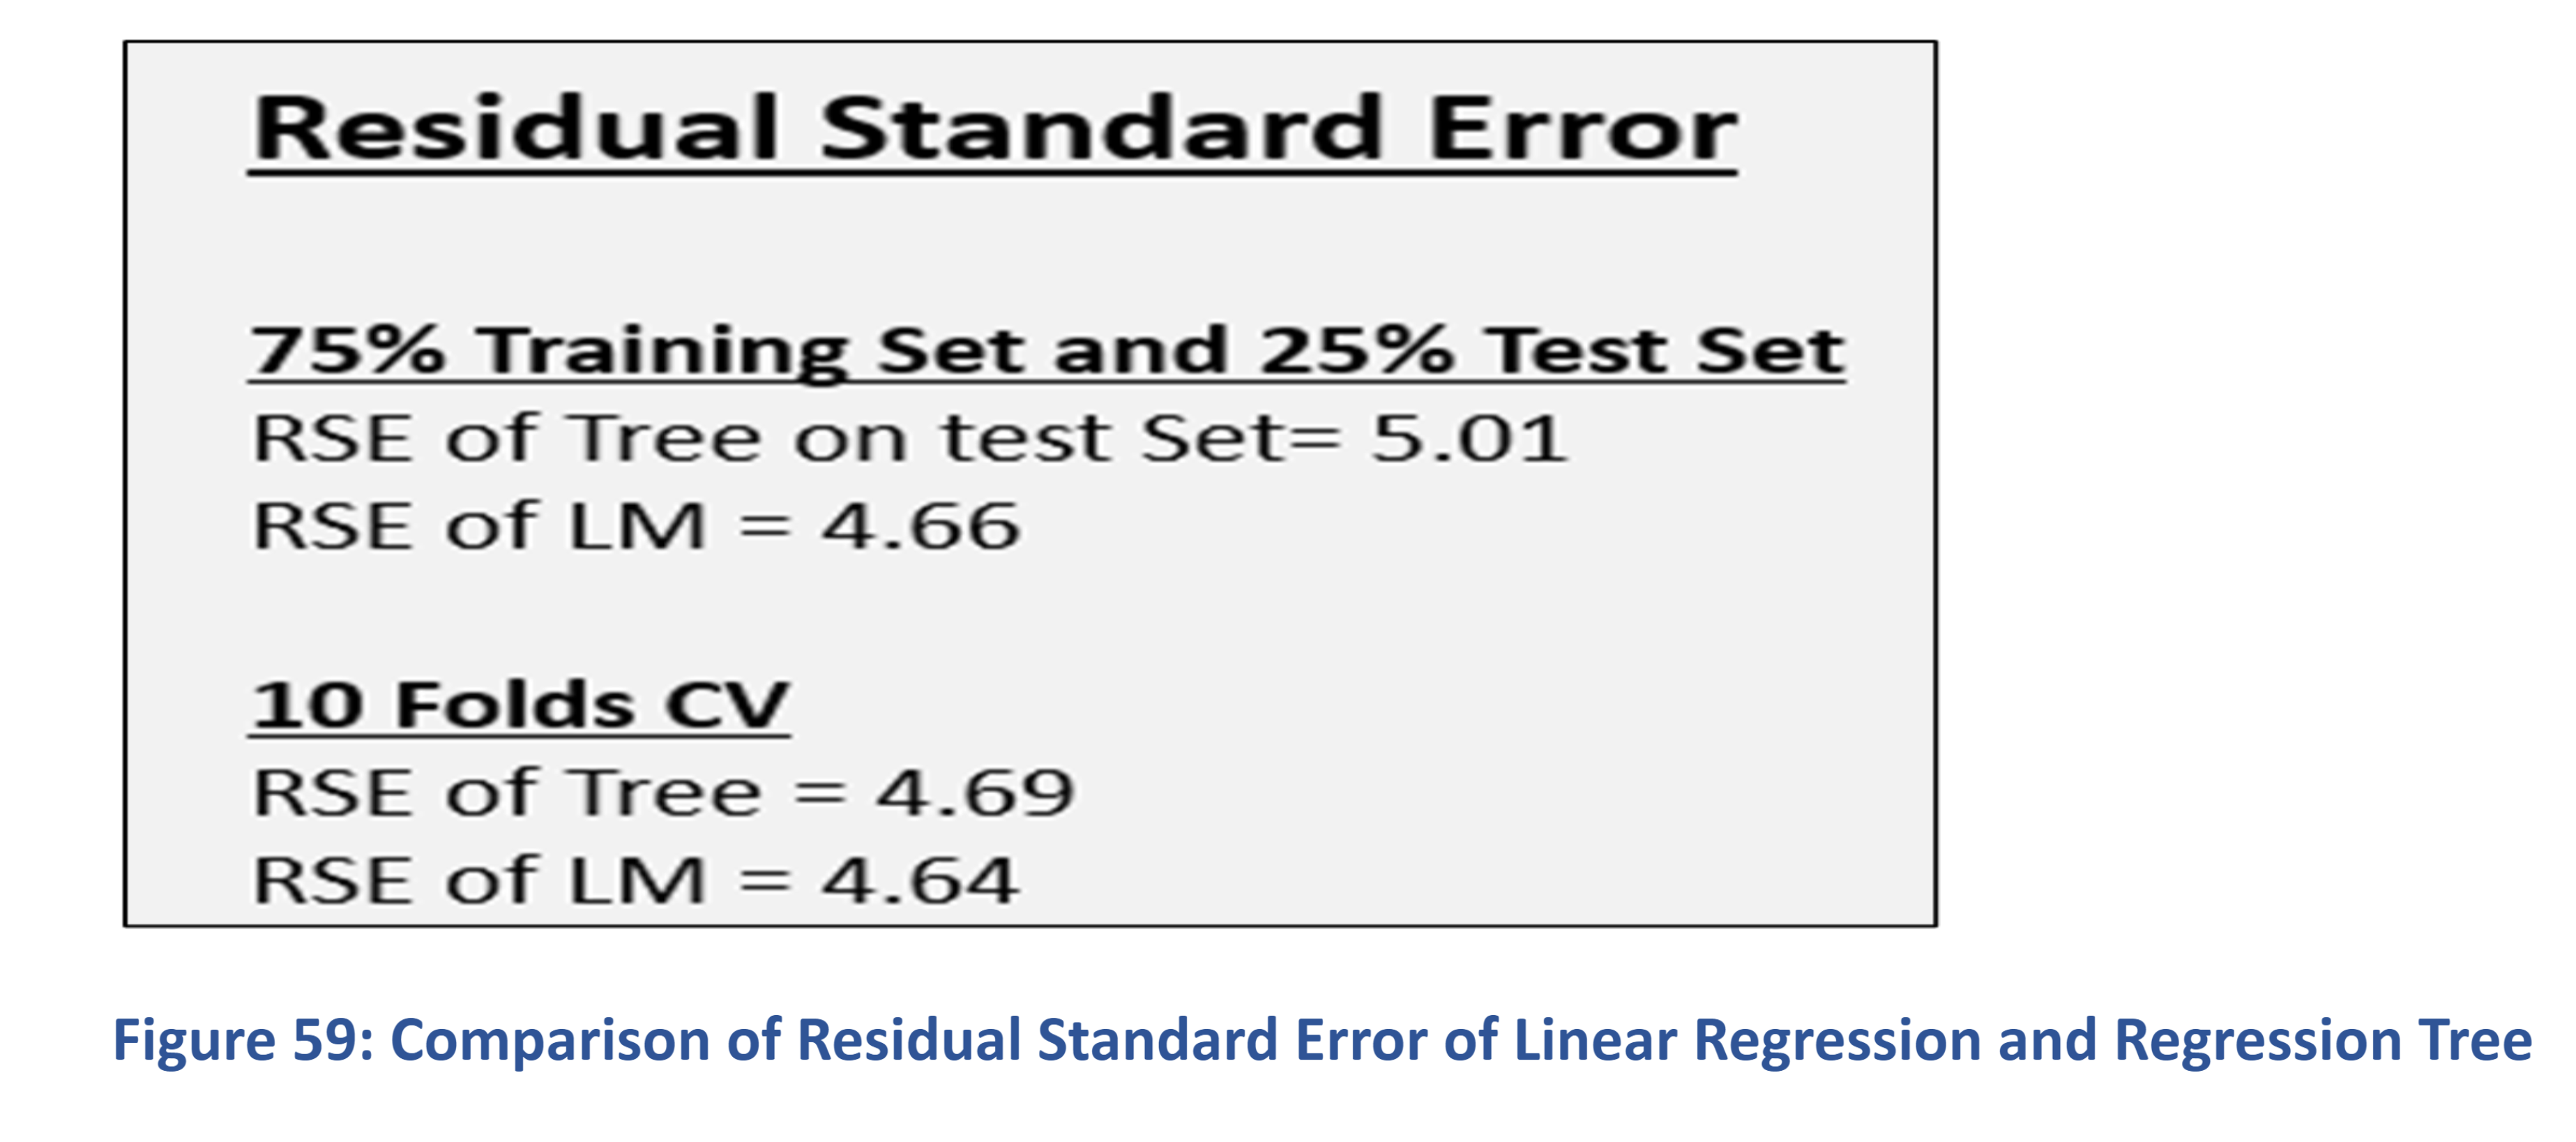 Residual Standard Error
75% Training Set and 25% Test Set
RSE of Tree on test Set= 5.01
RSE of LM = 4.66
10 Folds CV
RSE of Tree = 4.69
RSE of LM = 4.64
Figure 59: Comparison of Residual Standard Error of Linear Regression and Regression Tree